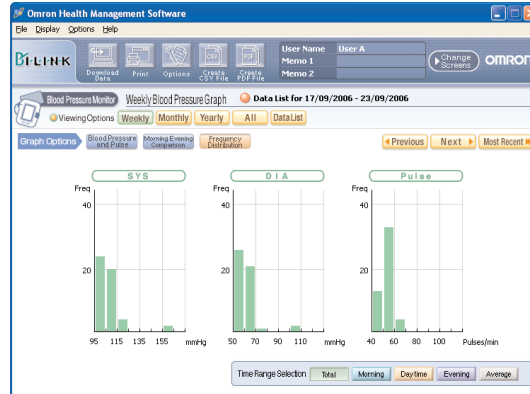 Omron Health Management Software
File Display Options Help
Bi-LINK
Download Data
Print
Options
Create CSV File
Create PDF File
User Name User A
Memo 1
Memo 2
Change Screens
OMRON
Blood Pressure Monitor Weekly Blood Pressure Graph Data List for 17/09/2006 - 23/09/2006
Viewing Options Weekly Monthly Yearly All Data List
Graph Options
Blood Pressure and Pulse
Morning Evening Comparison
Frequency Distribution
Previous Next Most Recent
SYS
Freq
40
20
95 115 135 155 mmHg
DIA
Freq
40
20
50 70 90 110 mmHg
Pulse
Freq
40
20
40 60 80 100 Pulses/min
Time Range Selection Total Morning Daytime Evening Average